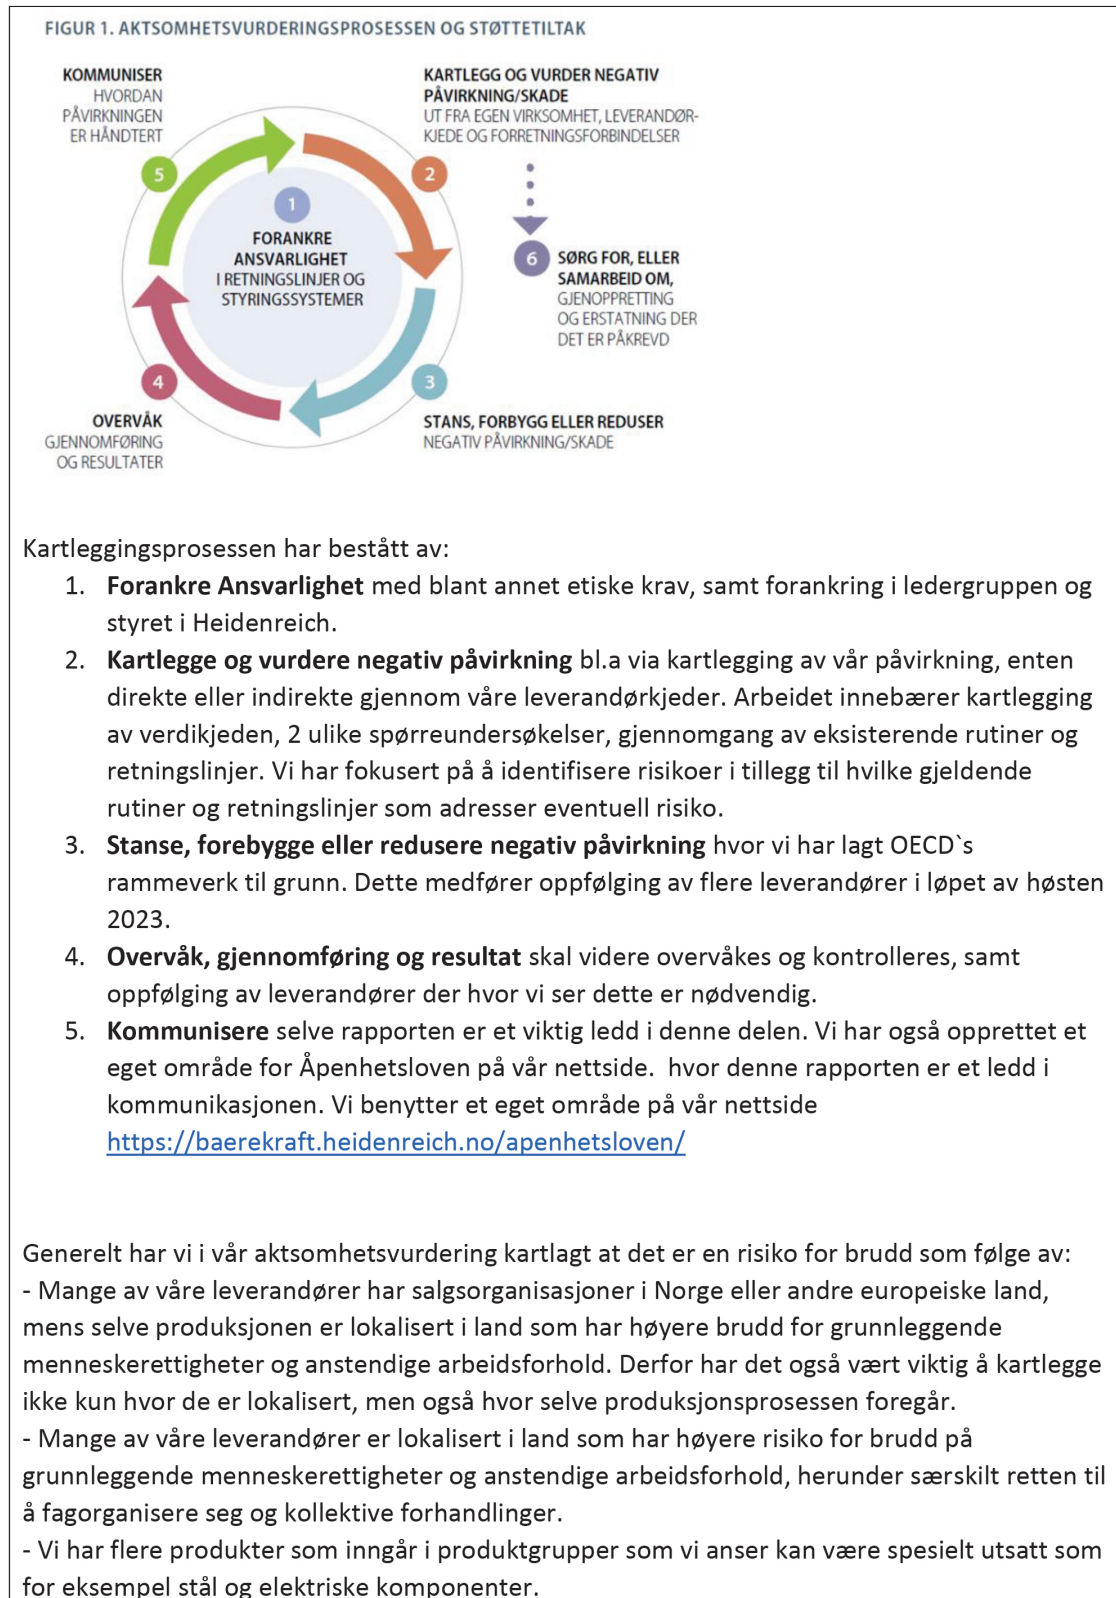 FIGUR 1. AKTSOMHETSVURDERINGSPROSESSEN OG STØTTETILTAK
KOMMUNISER
HVORDAN
PÅVIRKNINGEN
ER HÅNDTERT
KARTLEGG OG VURDER NEGATIV
PÅVIRKNING/SKADE
UT FRA EGEN VIRKSOMHET, LEVERANDØR-
KJEDE OG FORRETNINGSFORBINDELSER
5
2
1
FORANKRE
ANSVARLIGHET
I RETNINGSLINJER OG
STYRINGSSYSTEMER
6
SØRG FOR, ELLER
SAMARBEID OM,
GJENOPPRETTING
OG ERSTATNING DER
DET ER PÅKREVD
4
3
OVERVÅK
GJENNOMFØRING
OG RESULTATER
STANS, FORBYGG ELLER REDUSER
NEGATIV PÅVIRKNING/SKADE
Kartleggingsprosessen har bestått av:
1. Forankre Ansvarlighet med blant annet etiske krav, samt forankring i ledergruppen og
styret i Heidenreich.
2. Kartlegge og vurdere negativ påvirkning bl.a via kartlegging av vår påvirkning, enten
direkte eller indirekte gjennom våre leverandørkjeder. Arbeidet innebærer kartlegging
av verdikjeden, 2 ulike spørreundersøkelser, gjennomgang av eksisterende rutiner og
retningslinjer. Vi har fokusert på å identifisere risikoer i tillegg til hvilke gjeldende
rutiner og retningslinjer som adresser eventuell risiko.
3. Stanse, forebygge eller redusere negativ påvirkning hvor vi har lagt OECD`s
rammeverk til grunn. Dette medfører oppfølging av flere leverandører i løpet av høsten
2023.
4. Overvåk, gjennomføring og resultat skal videre overvåkes og kontrolleres, samt
oppfølging av leverandører der hvor vi ser dette er nødvendig.
5. Kommunisere selve rapporten er et viktig ledd i denne delen. Vi har også opprettet et
eget område for Åpenhetsloven på vår nettside.  hvor denne rapporten er et ledd i
kommunikasjonen. Vi benytter et eget område på vår nettside
https://baerekraft.heidenreich.no/apenhetsloven/
Generelt har vi i vår aktsomhetsvurdering kartlagt at det er en risiko for brudd som følge av:
- Mange av våre leverandører har salgsorganisasjoner i Norge eller andre europeiske land,
mens selve produksjonen er lokalisert i land som har høyere brudd for grunnleggende
menneskerettigheter og anstendige arbeidsforhold. Derfor har det også vært viktig å kartlegge
ikke kun hvor de er lokalisert, men også hvor selve produksjonsprosessen foregår.
- Mange av våre leverandører er lokalisert i land som har høyere risiko for brudd på
grunnleggende menneskerettigheter og anstendige arbeidsforhold, herunder særskilt retten til
å fagorganisere seg og kollektive forhandlinger.
- Vi har flere produkter som inngår i produktgrupper som vi anser kan være spesielt utsatt som
for eksempel stål og elektriske komponenter.